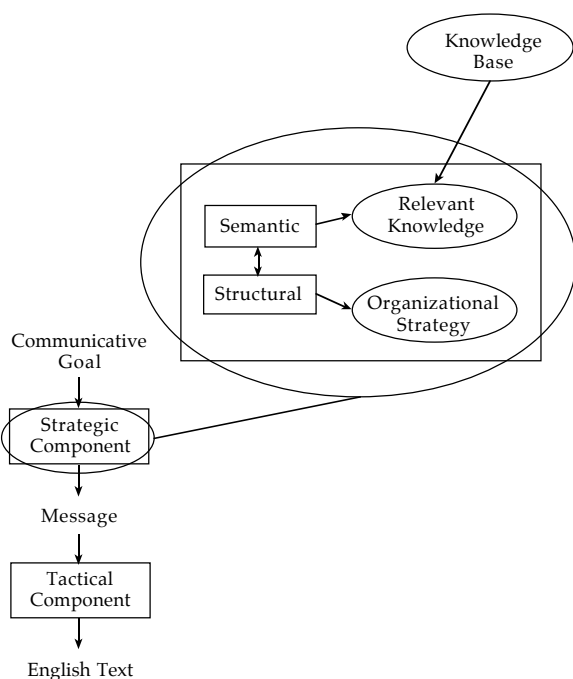 Knowledge
Base
Relevant
Knowledge
Semantic
Structural
Organizational
Strategy
Communicative
Goal
Strategic
Component
Message
Tactical
Component
English Text